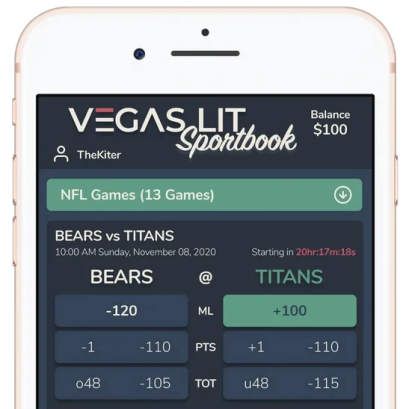 VEGAS LIT
Sportbook
Balance
$100
TheKiter
NFL Games (13 Games)
BEARS vs TITANS
10:00 AM Sunday, November 08, 2020 Starting in 20hr:17m:18s
BEARS @ TITANS
-120 ML +100
-1 -110 PTS +1 -110
o48 -105 TOT u48 -115